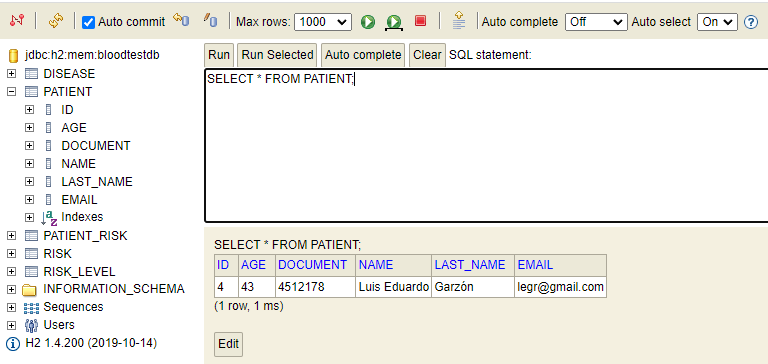 Auto commit Max rows: 1000 Auto complete Off Auto select On ?
jdbc:h2:mem:bloodtestdb
DISEASE
PATIENT
ID
AGE
DOCUMENT
NAME
LAST_NAME
EMAIL
Indexes
PATIENT_RISK
RISK
RISK_LEVEL
INFORMATION_SCHEMA
Sequences
Users
H2 1.4.200 (2019-10-14)
Run Run Selected Auto complete Clear SQL statement:
SELECT * FROM PATIENT;
SELECT * FROM PATIENT;
ID AGE DOCUMENT NAME LAST_NAME EMAIL
4 43 4512178 Luis Eduardo Garzón legr@gmail.com
(1 row, 1 ms)
Edit